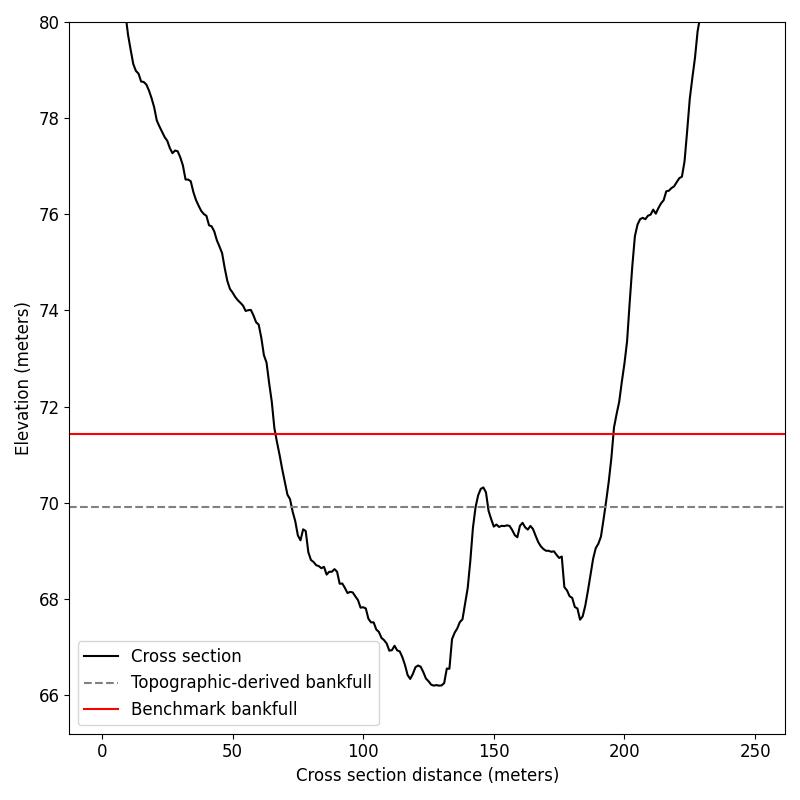 80
78
76
74
72
70
68
66
Elevation (meters)
Cross section
Topographic-derived bankfull
Benchmark bankfull
0 50 100 150 200 250
Cross section distance (meters)